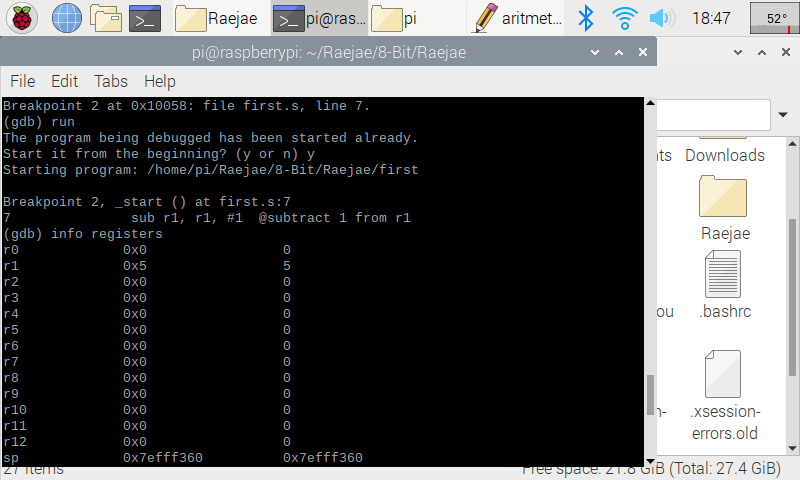 Raejae
pi@ras...
pi
aritmet...
18:47
52°
pi@raspberrypi: ~/Raejae/8-Bit/Raejae
File Edit Tabs Help
Breakpoint 2 at 0x10058: file first.s, line 7.
(gdb) run
The program being debugged has been started already.
Start it from the beginning? (y or n) y
Starting program: /home/pi/Raejae/8-Bit/Raejae/first
Breakpoint 2, _start () at first.s:7
7 sub r1, r1, #1 @subtract 1 from r1
(gdb) info registers
r0 0x0 0
r1 0x5 5
r2 0x0 0
r3 0x0 0
r4 0x0 0
r5 0x0 0
r6 0x0 0
r7 0x0 0
r8 0x0 0
r9 0x0 0
r10 0x0 0
r11 0x0 0
r12 0x0 0
sp 0x7efff360 0x7efff360
nts
Downloads
Raejae
ou
.bashrc
n-
.xsession-
errors.old
27 items
Free space: 21.8 GiB (Total: 27.4 GiB)